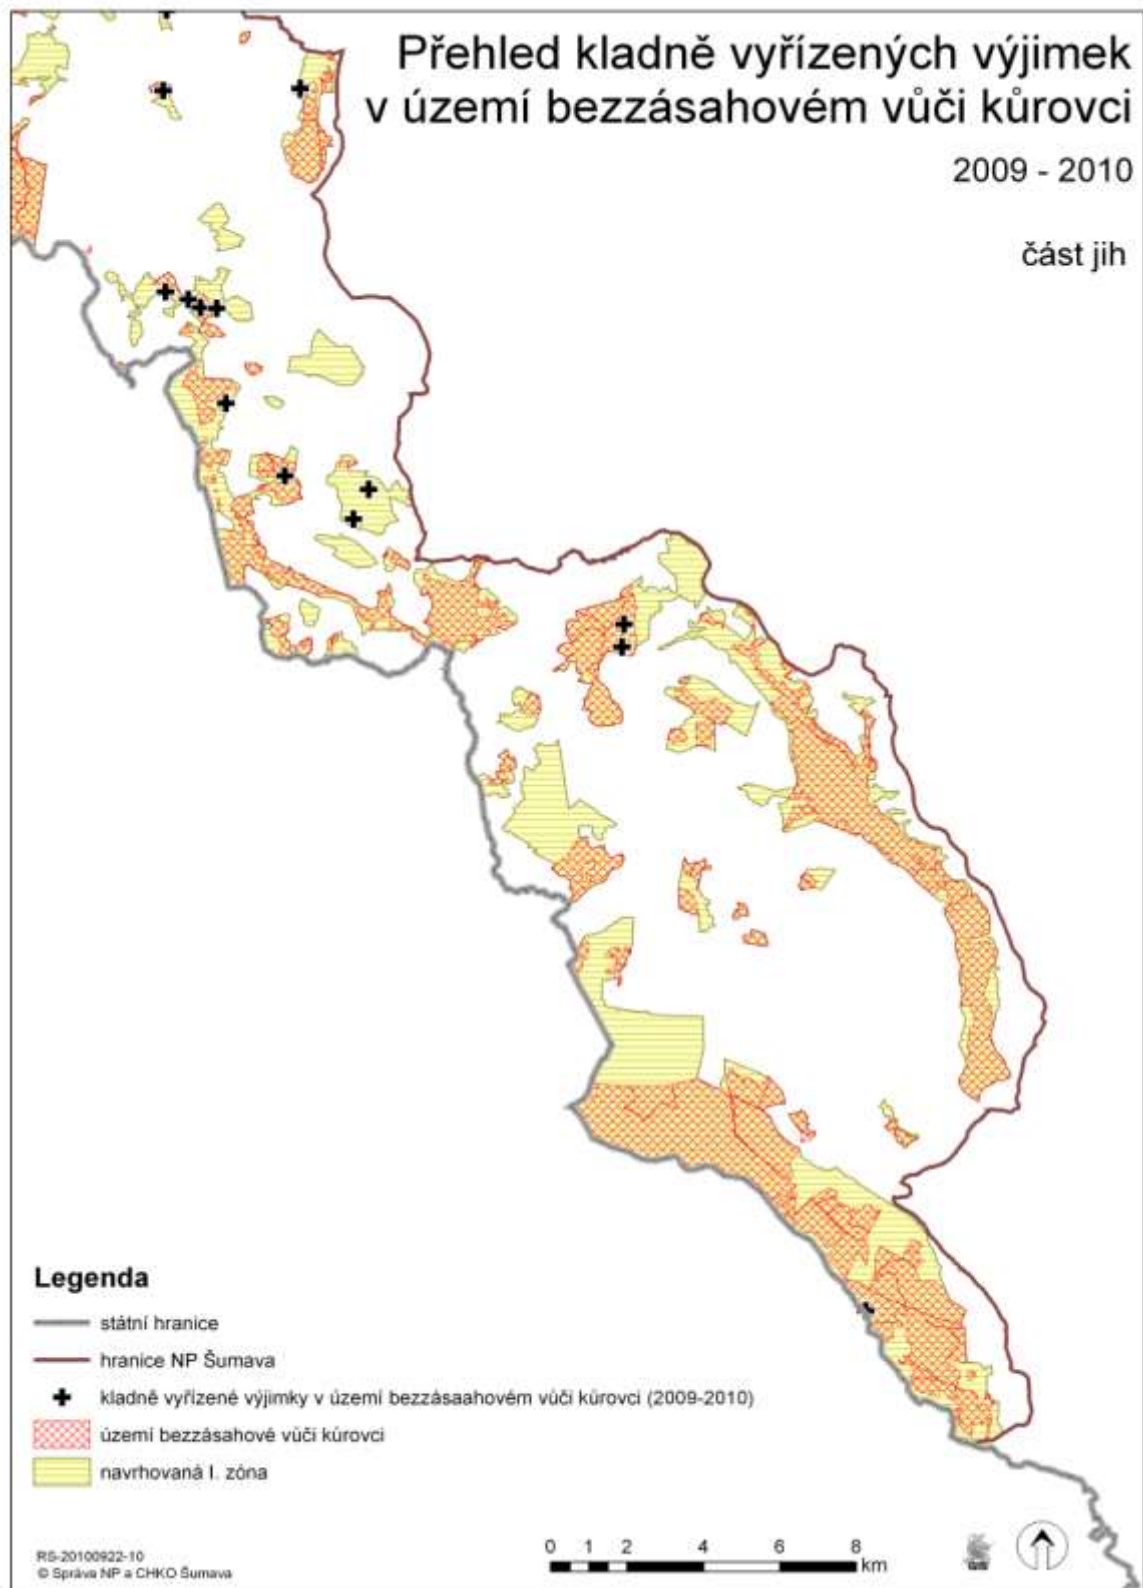 Přehled kladně vyřízených výjimek
v území bezzásahovém vůči kůrovci
2009 - 2010
část jih
Legenda
státní hranice
hranice NP Šumava
kladně vyřízené výjimky v území bezzásaahovém vůči kůrovci (2009-2010)
území bezzásahové vůči kůrovci
navrhovaná I. zóna
RS-20100922-10
© Správa NP a CHKO Šumava
0 1 2 4 6 8
km
GIS